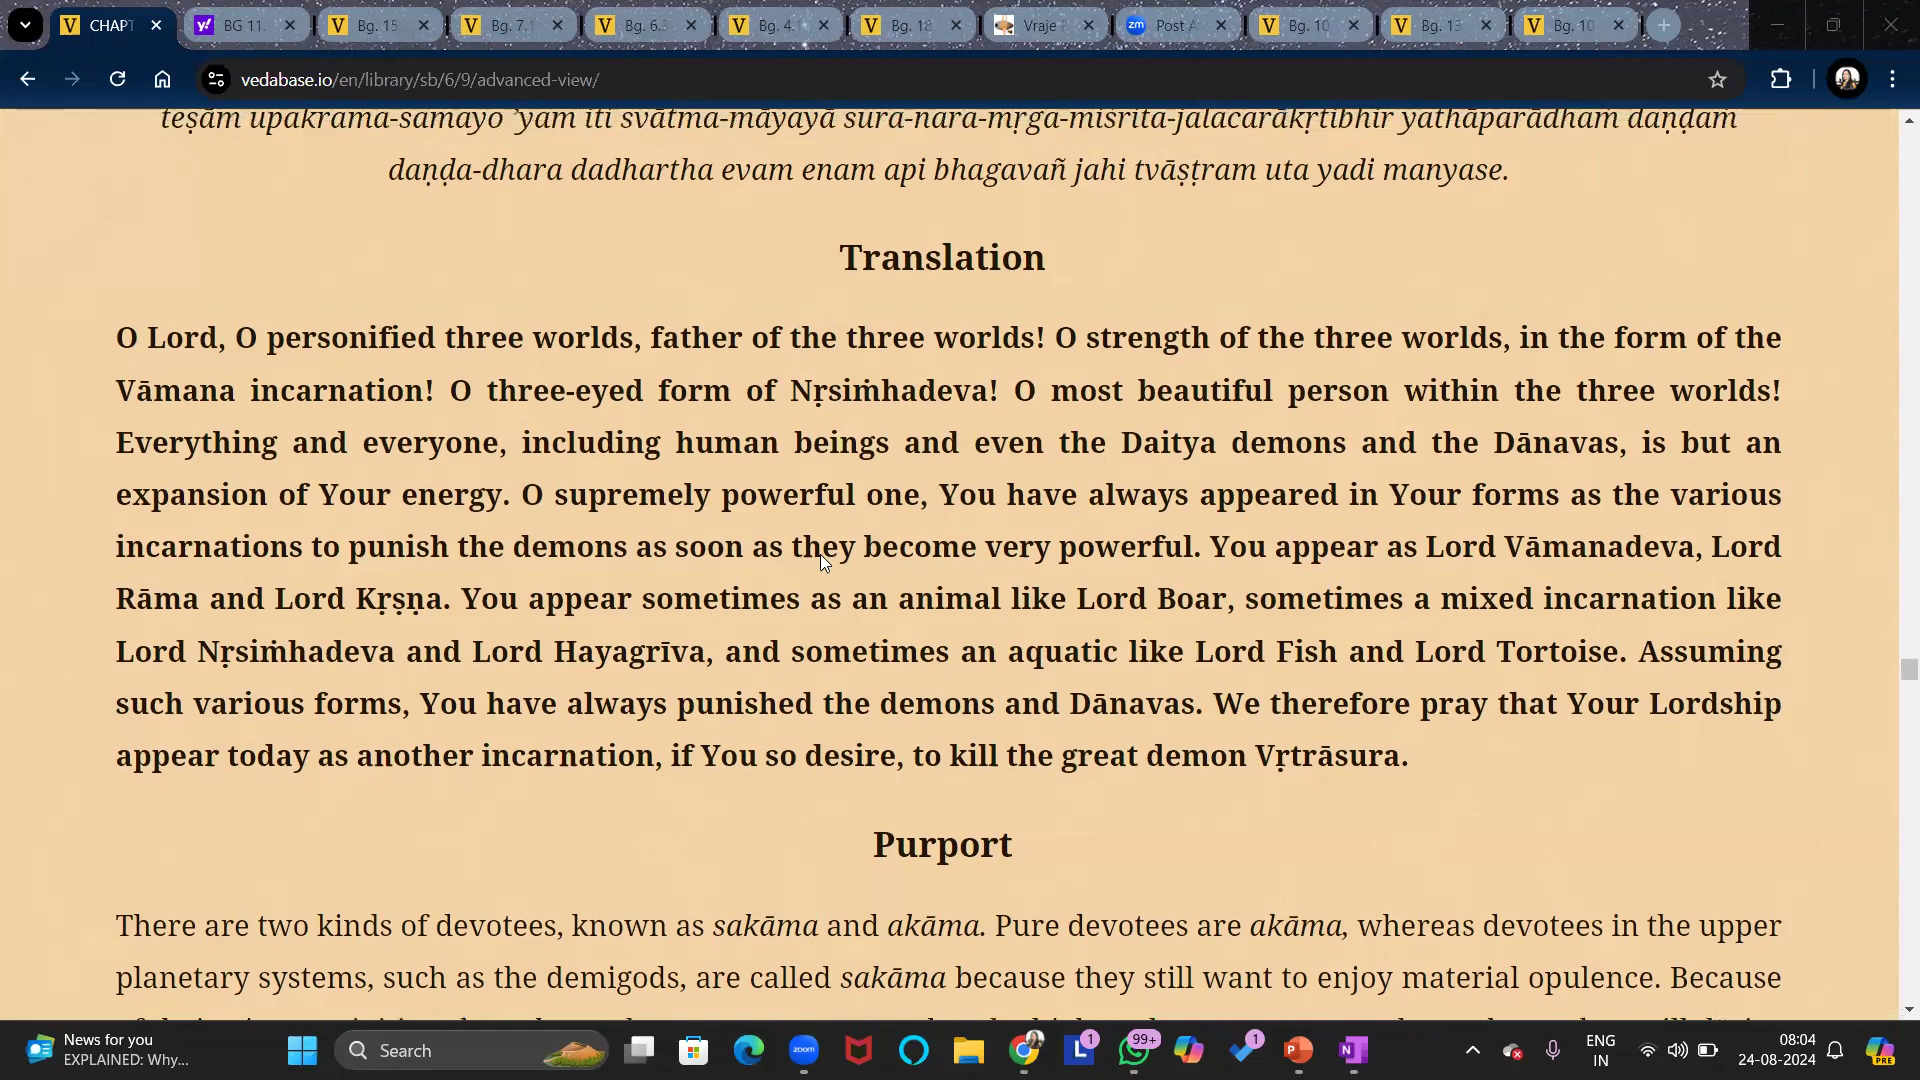 CHAPT
BG 11.
Bg. 15
Bg. 7.1
Bg. 6.3
Bg. 4.
Bg. 18
Vraje
Post A
Bg. 10
Bg. 13
Bg. 10
vedabase.io/en/library/sb/6/9/advanced-view/
teṣām upakrama-samayo ’yam iti svātma-māyayā sura-nara-mṛga-miśrita-jalacarākṛtibhir yathāparādhaṁ daṇḍaṁ
daṇḍa-dhara dadhartha evam enam api bhagavañ jahi tvāṣṭram uta yadi manyase.
Translation
O Lord, O personified three worlds, father of the three worlds! O strength of the three worlds, in the form of the
Vāmana incarnation! O three-eyed form of Nṛsiṁhadeva! O most beautiful person within the three worlds!
Everything and everyone, including human beings and even the Daitya demons and the Dānavas, is but an
expansion of Your energy. O supremely powerful one, You have always appeared in Your forms as the various
incarnations to punish the demons as soon as they become very powerful. You appear as Lord Vāmanadeva, Lord
Rāma and Lord Kṛṣṇa. You appear sometimes as an animal like Lord Boar, sometimes a mixed incarnation like
Lord Nṛsiṁhadeva and Lord Hayagrīva, and sometimes an aquatic like Lord Fish and Lord Tortoise. Assuming
such various forms, You have always punished the demons and Dānavas. We therefore pray that Your Lordship
appear today as another incarnation, if You so desire, to kill the great demon Vṛtrāsura.
Purport
There are two kinds of devotees, known as sakāma and akāma. Pure devotees are akāma, whereas devotees in the upper
planetary systems, such as the demigods, are called sakāma because they still want to enjoy material opulence. Because
News for you
EXPLAINED: Why...
Search
zoom
1
99+
1
ENG
IN
08:04
24-08-2024
PRE